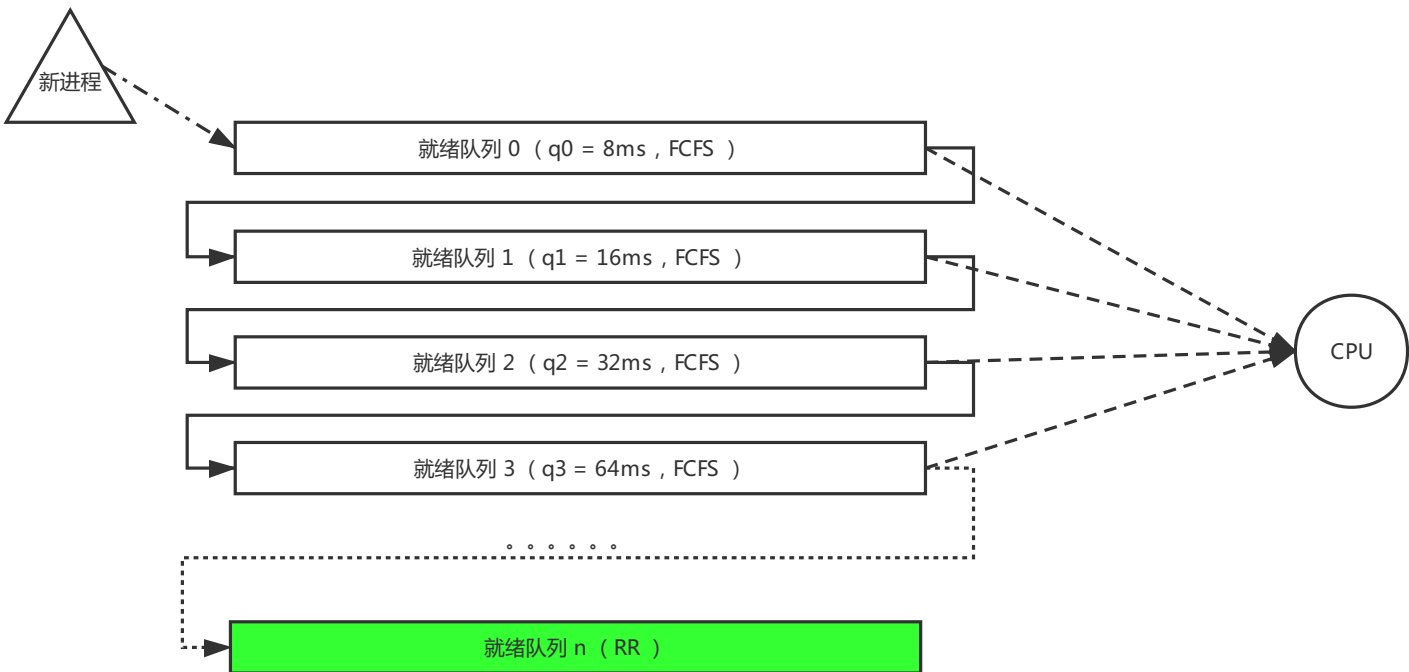 新进程
就绪队列 0 （ q0 = 8ms , FCFS ）
就绪队列 1 （ q1 = 16ms , FCFS ）
就绪队列 2 （ q2 = 32ms , FCFS ）
CPU
就绪队列 3 （ q3 = 64ms , FCFS ）
。。。。。。
就绪队列 n （ RR ）